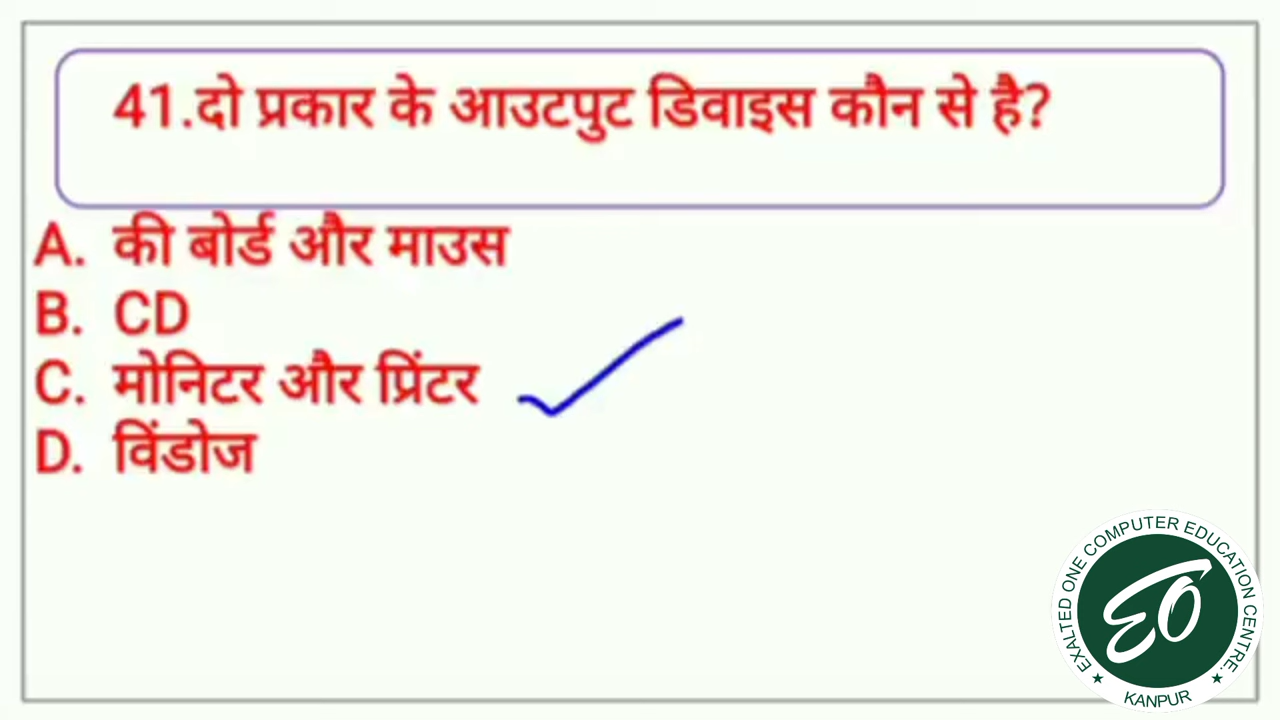 41.दो प्रकार के आउटपुट डिवाइस कौन से है?
A. की बोर्ड और माउस
B. CD
C. मोनिटर और प्रिंटर
D. विंडोज
EXALTED ONE COMPUTER EDUCATION CENTRE.
EO
★ KANPUR ★